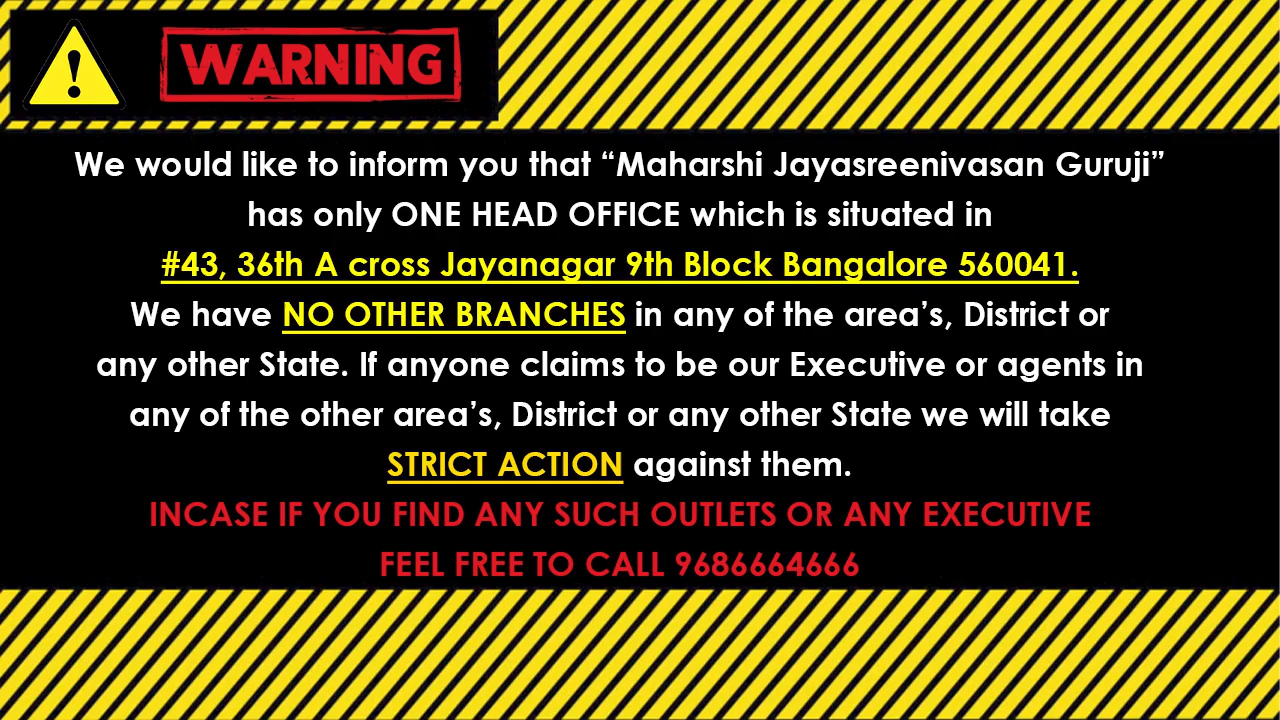 WARNING
We would like to inform you that “Maharshi Jayasreenivasan Guruji”
has only ONE HEAD OFFICE which is situated in
#43, 36th A cross Jayanagar 9th Block Bangalore 560041.
We have NO OTHER BRANCHES in any of the area’s, District or
any other State. If anyone claims to be our Executive or agents in
any of the other area’s, District or any other State we will take
STRICT ACTION against them.
INCASE IF YOU FIND ANY SUCH OUTLETS OR ANY EXECUTIVE
FEEL FREE TO CALL 9686664666